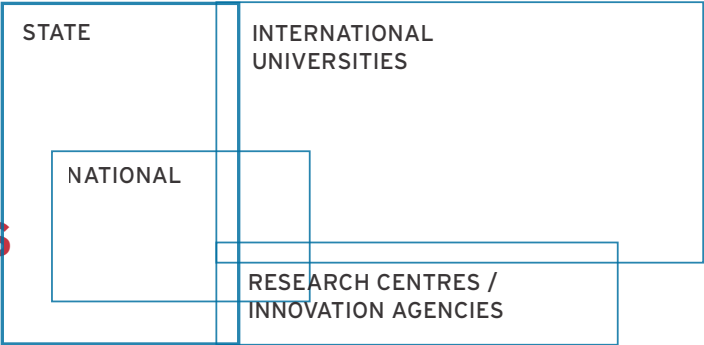 STATE
INTERNATIONAL
UNIVERSITIES
NATIONAL
S
RESEARCH CENTRES /
INNOVATION AGENCIES